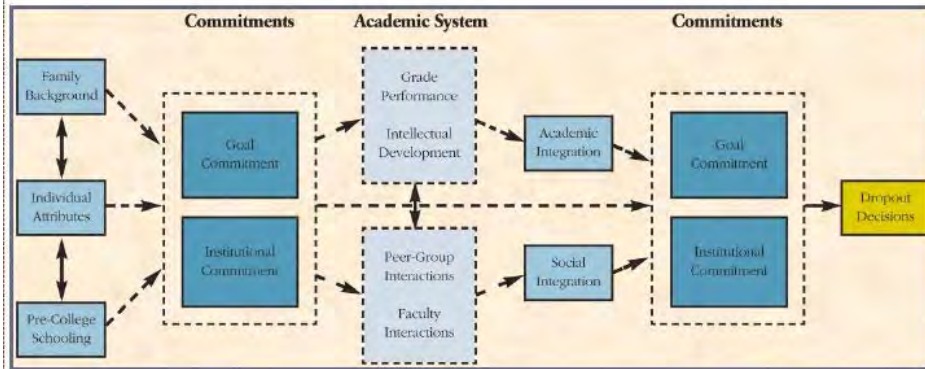 Commitments
Academic System
Commitments
Family
Background
Individual
Attributes
Pre-College
Schooling
Goal
Commitment
Institutional
Commitment
Grade
Performance
Intellectual
Development
Peer-Group
Interactions
Faculty
Interactions
Academic
Integration
Social
Integration
Goal
Commitment
Institutional
Commitment
Dropout
Decisions